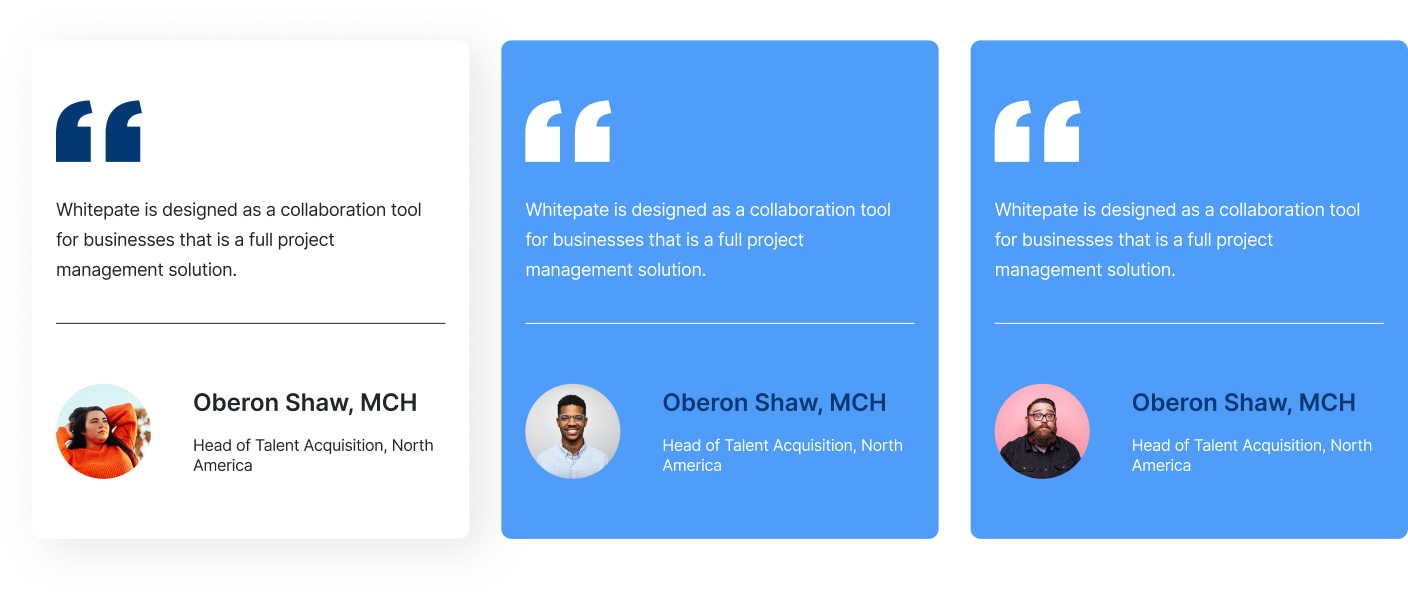 Whitepate is designed as a collaboration tool
for businesses that is a full project
management solution.
Oberon Shaw, MCH
Head of Talent Acquisition, North
America
Whitepate is designed as a collaboration tool
for businesses that is a full project
management solution.
Oberon Shaw, MCH
Head of Talent Acquisition, North
America
Whitepate is designed as a collaboration tool
for businesses that is a full project
management solution.
Oberon Shaw, MCH
Head of Talent Acquisition, North
America